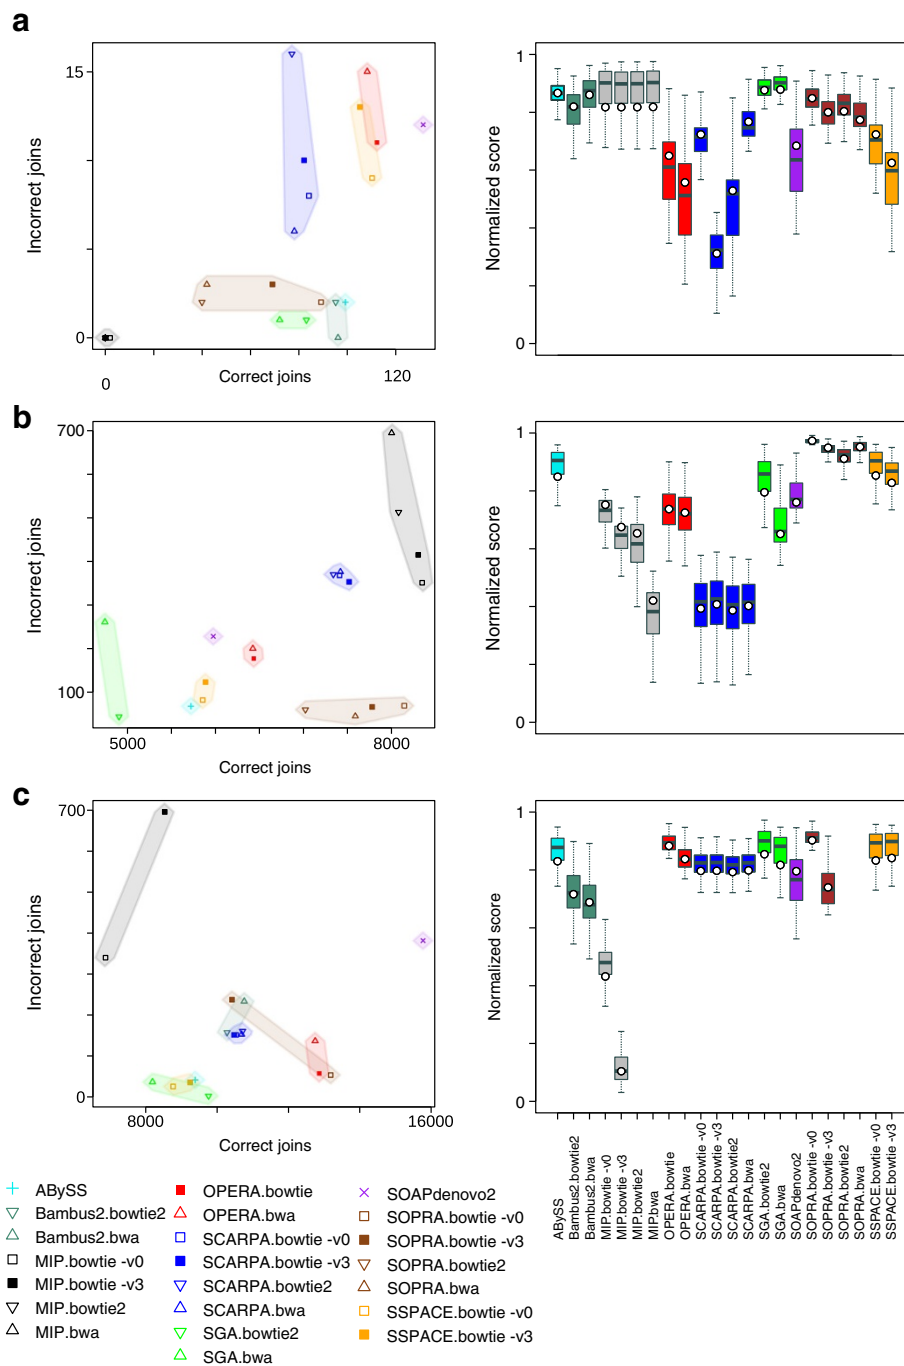 a
Incorrect joins
15
0
0
Correct joins
120
Normalized score
1
0
b
Incorrect joins
700
100
5000
8000
Correct joins
Normalized score
1
0
c
Incorrect joins
700
0
8000
16000
Correct joins
Normalized score
1
0
ABySS
Bambus2.bowtie2
Bambus2.bwa
MIP.bowtie -v0
MIP.bowtie -v3
MIP.bowtie2
MIP.bwa
OPERA.bowtie
OPERA.bwa
SCARPA.bowtie -v0
SCARPA.bowtie -v3
SCARPA.bowtie2
SCARPA.bwa
SGA.bowtie2
SGA.bwa
SOAPdenovo2
SOPRA.bowtie -v0
SOPRA.bowtie -v3
SOPRA.bowtie2
SOPRA.bwa
SSPACE.bowtie -v0
SSPACE.bowtie -v3
ABySS
Bambus2.bowtie2
Bambus2.bwa
MIP.bowtie -v0
MIP.bowtie -v3
MIP.bowtie2
MIP.bwa
OPERA.bowtie
OPERA.bwa
SCARPA.bowtie -v0
SCARPA.bowtie -v3
SCARPA.bowtie2
SCARPA.bwa
SGA.bowtie2
SGA.bwa
SOAPdenovo2
SOPRA.bowtie -v0
SOPRA.bowtie -v3
SOPRA.bowtie2
SOPRA.bwa
SSPACE.bowtie -v0
SSPACE.bowtie -v3